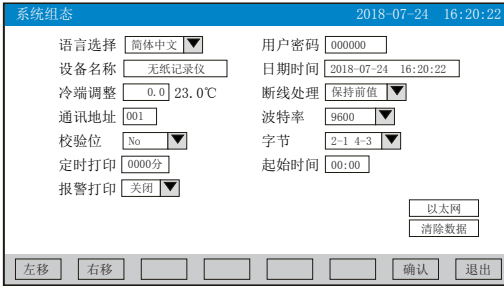 系统组态 2018-07-24 16:20:22
语言选择 简体中文 用户密码 000000
设备名称 无纸记录仪 日期时间 2018-07-24 16:20:22
冷端调整 0.0 23.0℃ 断线处理 保持前值
通讯地址 001 波特率 9600
校验位 No 字节 2-1 4-3
定时打印 0000分 起始时间 00:00
报警打印 关闭
以太网
清除数据
左移 右移 确认 退出